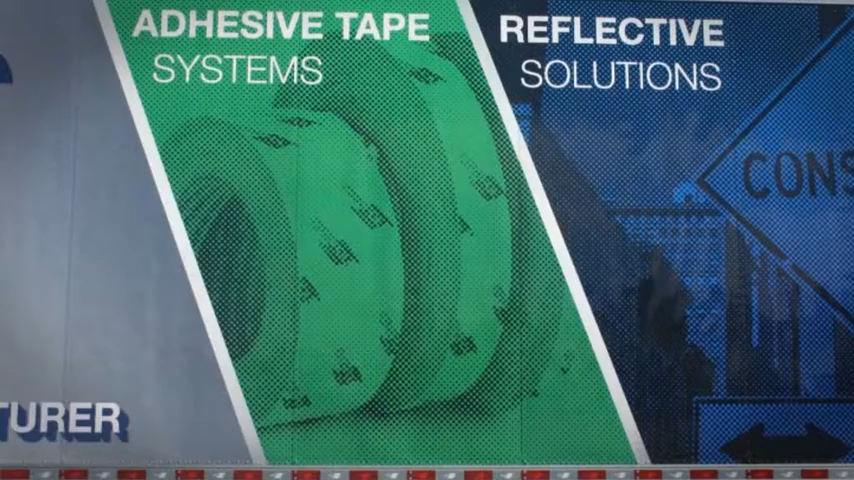 ADHESIVE TAPE
SYSTEMS
REFLECTIVE
SOLUTIONS
CONS
TURER